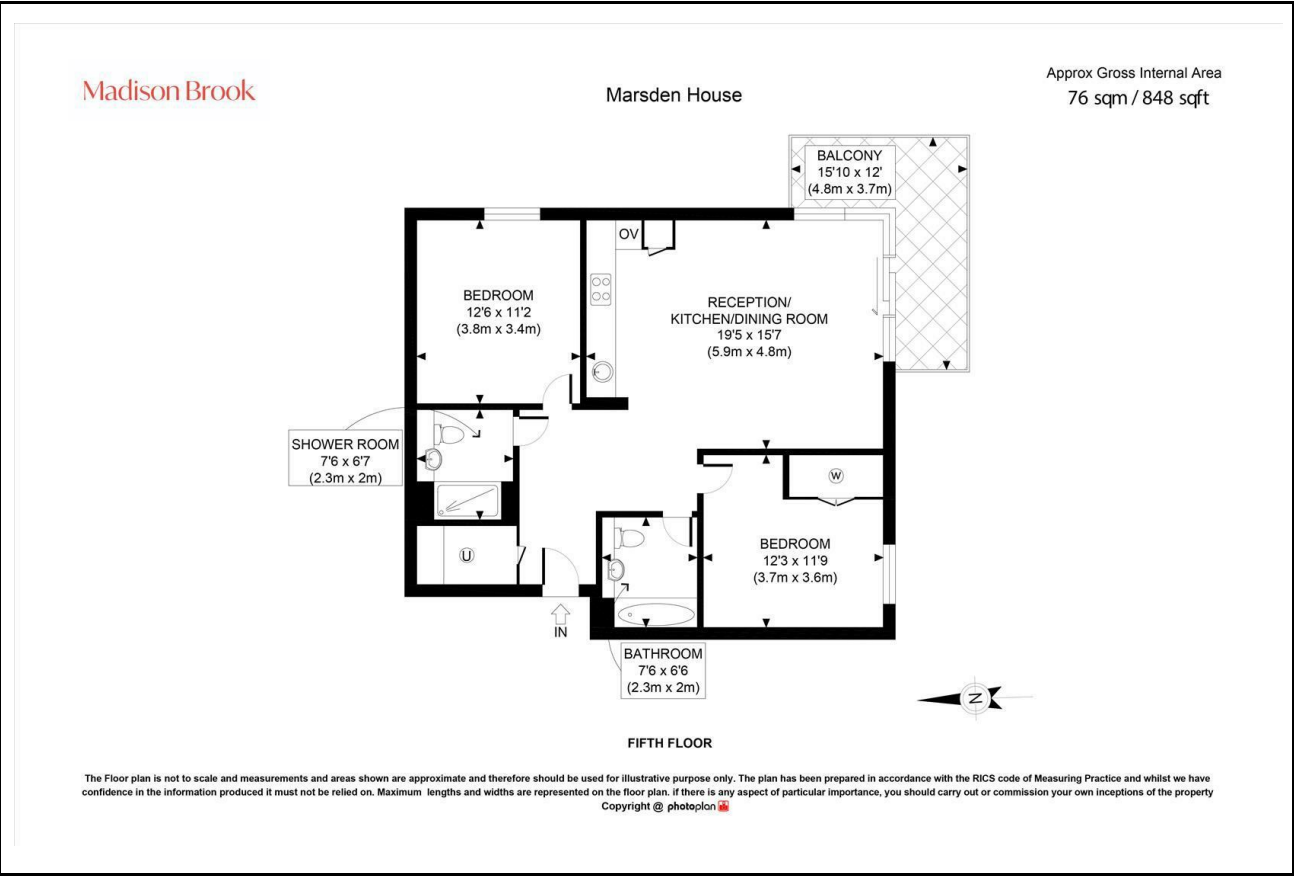 Madison Brook
Marsden House
Approx Gross Internal Area
76 sqm / 848 sqft
BALCONY
15'10 x 12'
(4.8m x 3.7m)
OV
BEDROOM
12'6 x 11'2
(3.8m x 3.4m)
RECEPTION/
KITCHEN/DINING ROOM
19'5 x 15'7
(5.9m x 4.8m)
SHOWER ROOM
7'6 x 6'7
(2.3m x 2m)
W
U
BEDROOM
12'3 x 11'9
(3.7m x 3.6m)
IN
BATHROOM
7'6 x 6'6
(2.3m x 2m)
N
FIFTH FLOOR
The Floor plan is not to scale and measurements and areas shown are approximate and therefore should be used for illustrative purpose only. The plan has been prepared in accordance with the RICS code of Measuring Practice and whilst we have
confidence in the information produced it must not be relied on. Maximum lengths and widths are represented on the floor plan. if there is any aspect of particular importance, you should carry out or commission your own inceptions of the property
Copyright @ photoplan